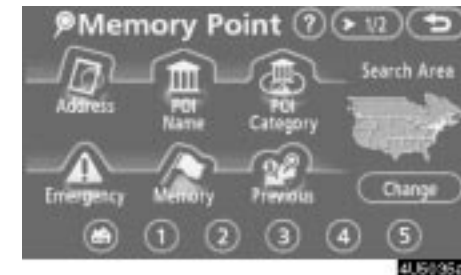 Memory Point ? 1/2
Search Area
Address POI Name POI Category
Emergency Memory Previous
Change
1 2 3 4 5
4U5035a